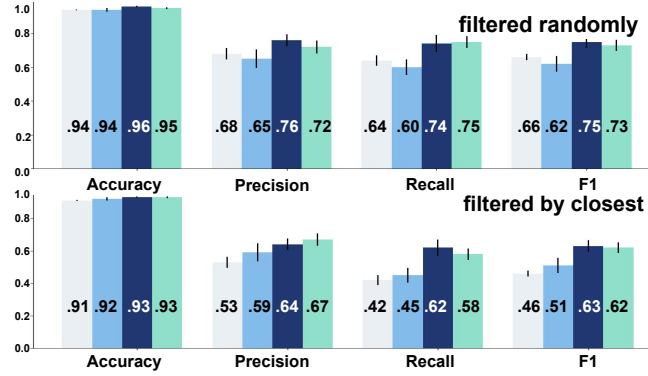 1.0
filtered randomly
0.8
0.6
0.4
.94 .94 .96 .95 .68 .65 .76 .72 .64 .60 .74 .75 .66 .62 .75 .73
0.2
0.0
Accuracy Precision Recall F1
1.0
filtered by closest
0.8
0.6
0.4
.91 .92 .93 .93 .53 .59 .64 .67 .42 .45 .62 .58 .46 .51 .63 .62
0.2
0.0
Accuracy Precision Recall F1